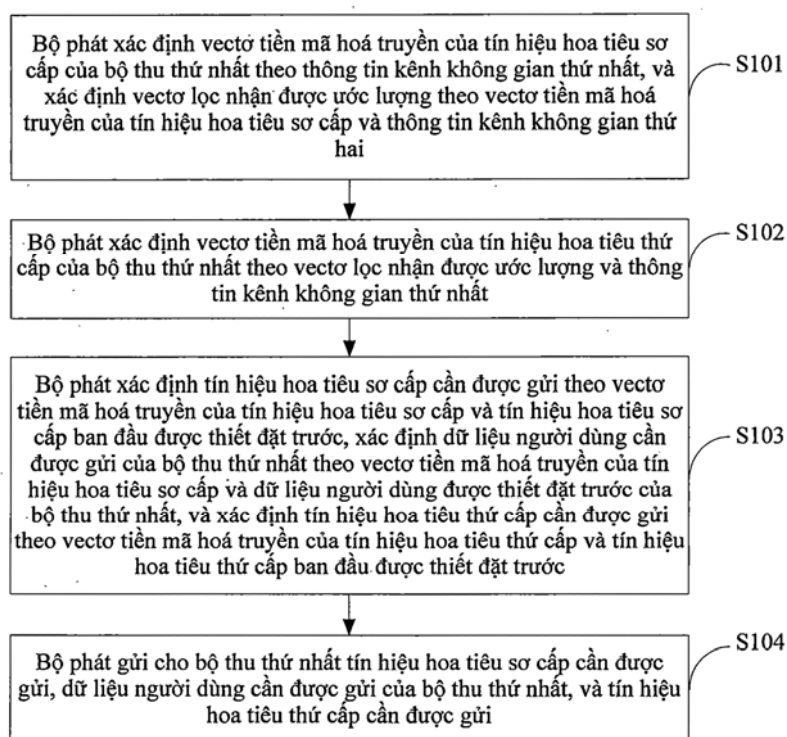 Bộ phát xác định vectơ tiền mã hoá truyền của tín hiệu hoa tiêu sơ
cấp của bộ thu thứ nhất theo thông tin kênh không gian thứ nhất, và
xác định vectơ lọc nhận được ước lượng theo vectơ tiền mã hoá
truyền của tín hiệu hoa tiêu sơ cấp và thông tin kênh không gian thứ
hai
S101
Bộ phát xác định vectơ tiền mã hoá truyền của tín hiệu hoa tiêu thứ
cấp của bộ thu thứ nhất theo vectơ lọc nhận được ước lượng và thông
tin kênh không gian thứ nhất
S102
Bộ phát xác định tín hiệu hoa tiêu sơ cấp cần được gửi theo vectơ
tiền mã hoá truyền của tín hiệu hoa tiêu sơ cấp và tín hiệu hoa tiêu sơ
cấp ban đầu được thiết đặt trước, xác định dữ liệu người dùng cần
được gửi của bộ thu thứ nhất theo vectơ tiền mã hoá truyền của tín
hiệu hoa tiêu sơ cấp và dữ liệu người dùng được thiết đặt trước của
bộ thu thứ nhất, và xác định tín hiệu hoa tiêu thứ cấp cần được gửi
theo vectơ tiền mã hoá truyền của tín hiệu hoa tiêu thứ cấp và tín hiệu
hoa tiêu thứ cấp ban đầu được thiết đặt trước
S103
Bộ phát gửi cho bộ thu thứ nhất tín hiệu hoa tiêu sơ cấp cần được
gửi, dữ liệu người dùng cần được gửi của bộ thu thứ nhất, và tín hiệu
hoa tiêu thứ cấp cần được gửi
S104